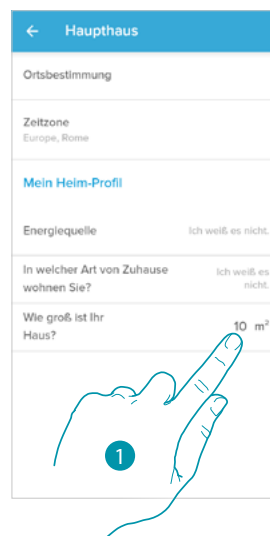 ← Haupthaus
Ortsbestimmung
Zeitzone
Europe, Rome
Mein Heim-Profil
Energiequelle Ich weiß es nicht.
In welcher Art von Zuhause Ich weiß es
wohnen Sie? nicht.
Wie groß ist Ihr
Haus? 10 m²
1